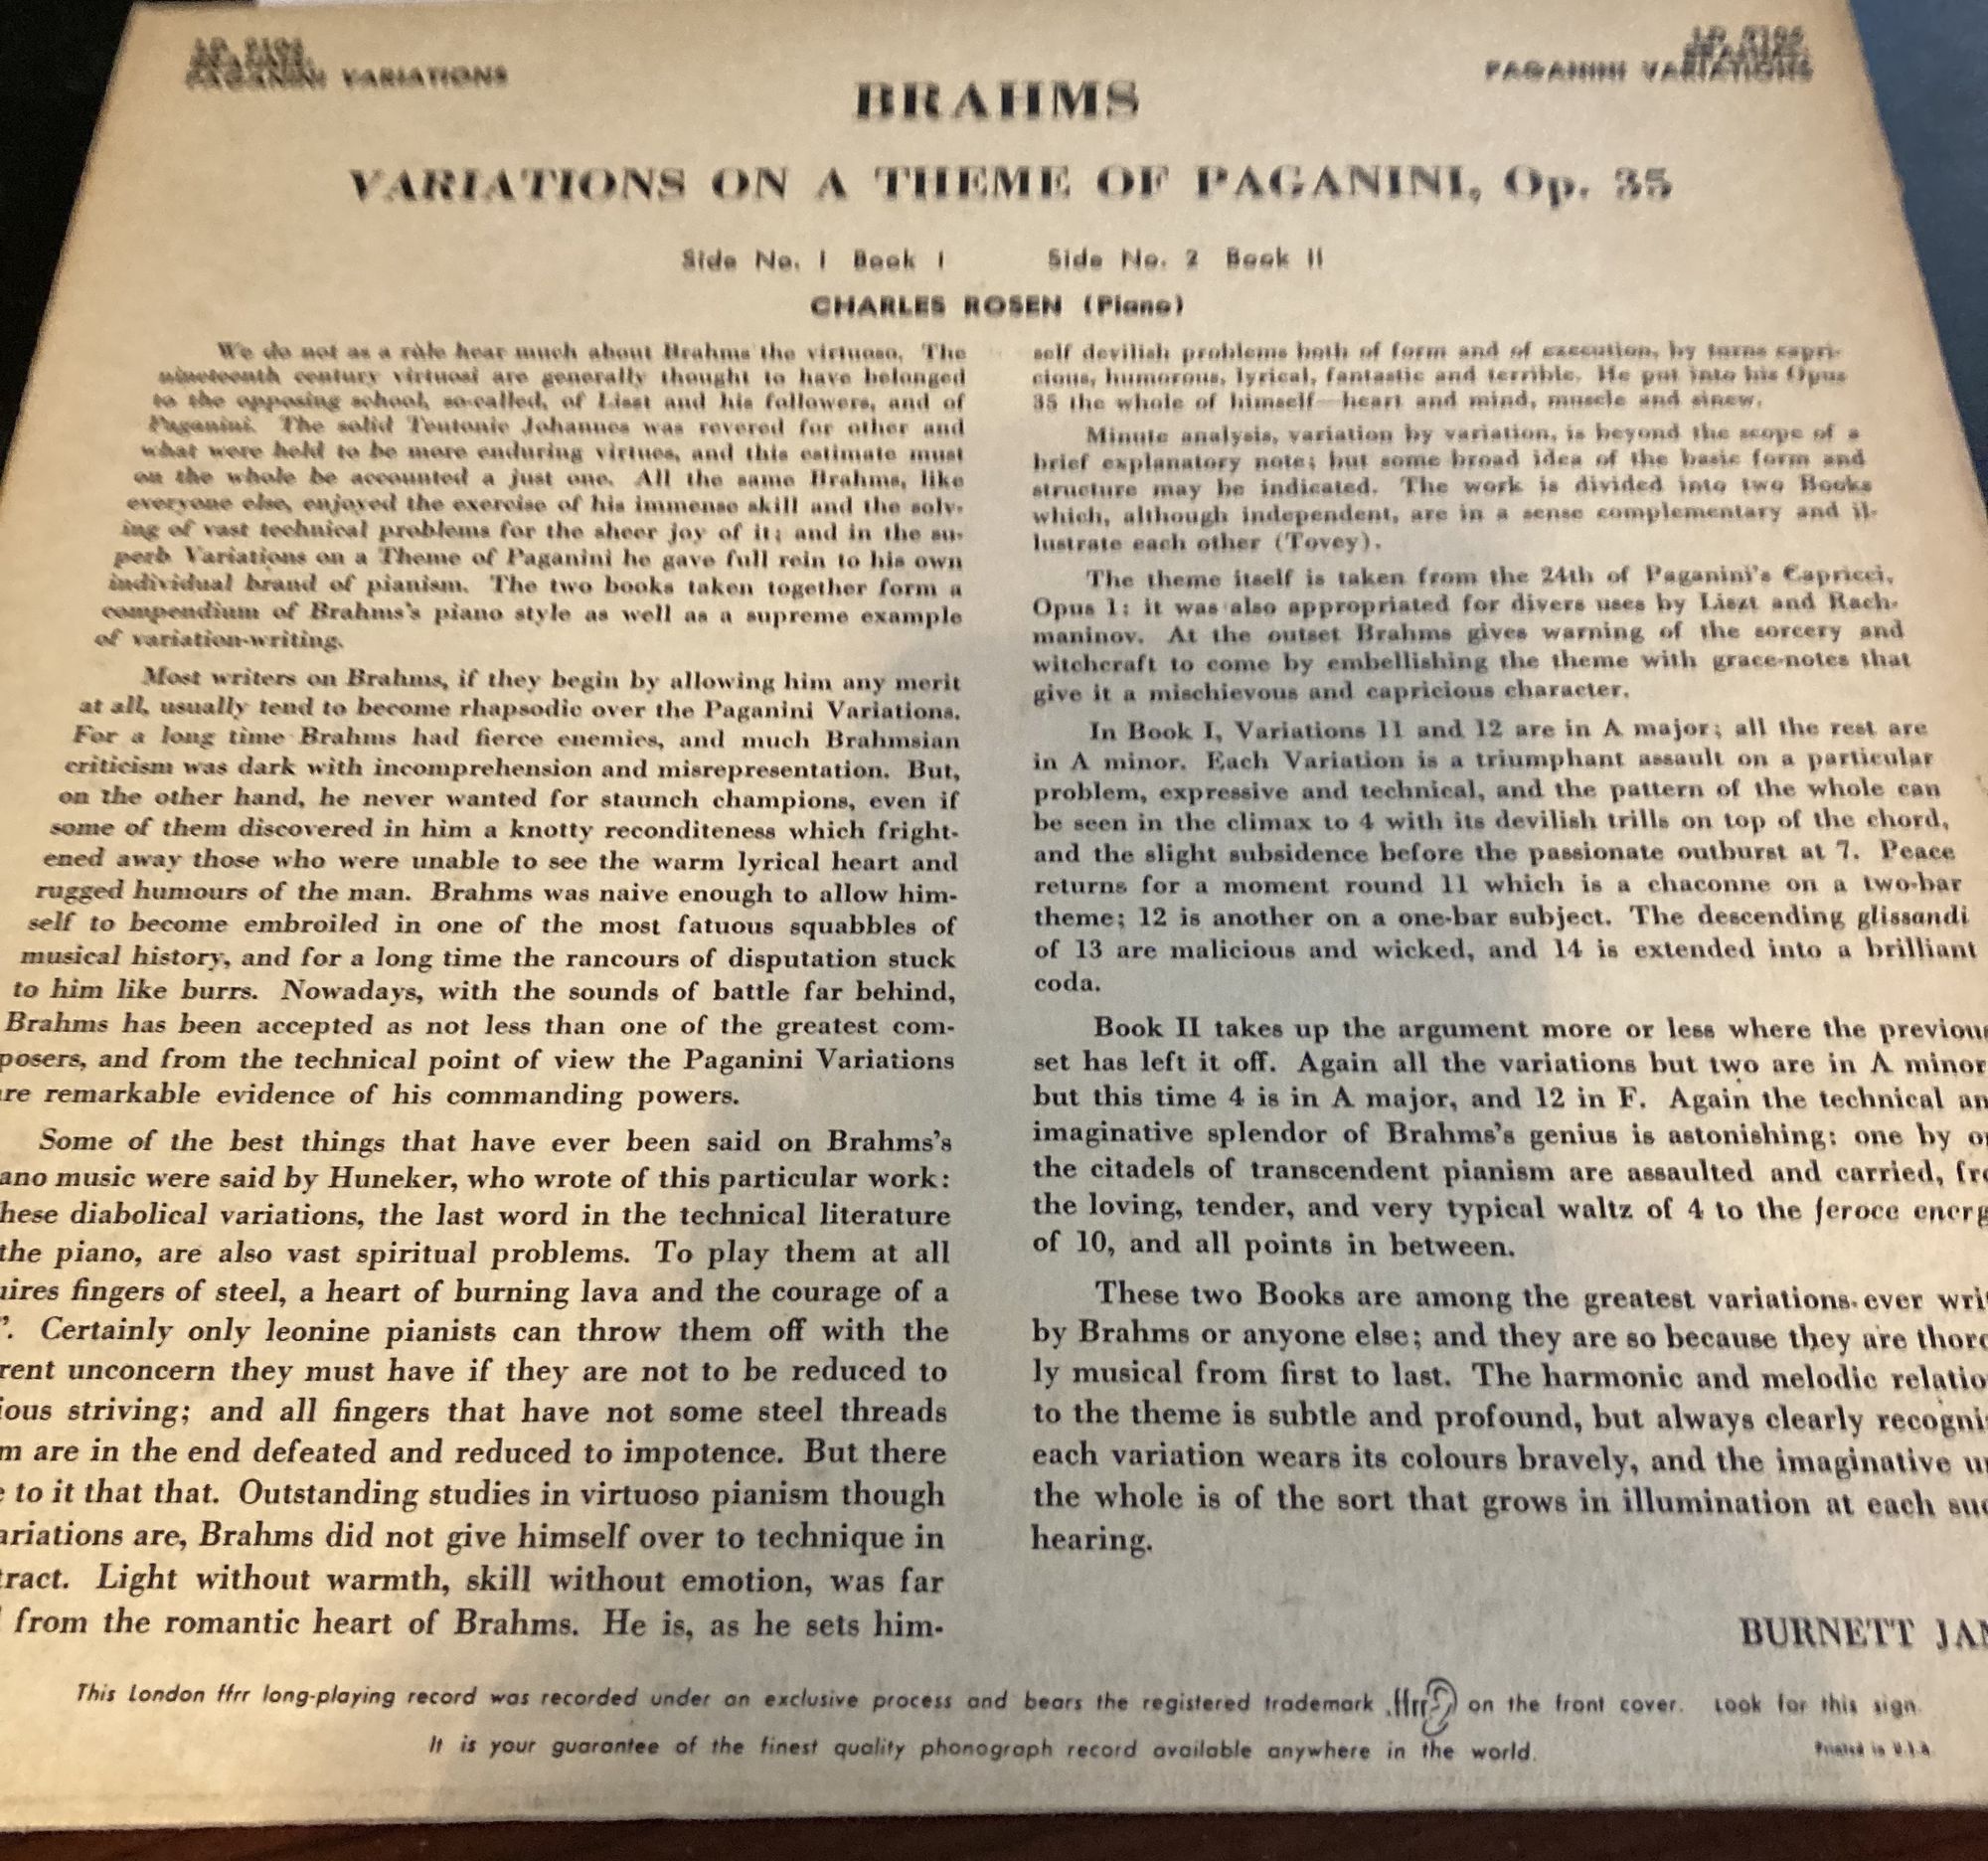 PAGANINI VARIATIONS
PAGANINI VARIATIONS
BRAHMS
VARIATIONS ON A THEME OF PAGANINI, Op. 35
Side No. 1 Book I Side No. 2 Book II
CHARLES ROSEN (Piano)
We do not as a rule hear much about Brahms the virtuoso. The
nineteenth century virtuosi are generally thought to have belonged
to the opposing school, so-called, of Liszt and his followers, and of
Paganini. The solid Teutonic Johannes was revered for other and
what were held to be more enduring virtues, and this estimate must
on the whole be accounted a just one. All the same Brahms, like
everyone else, enjoyed the exercise of his immense skill and the solv-
ing of vast technical problems for the sheer joy of it; and in the su-
perb Variations on a Theme of Paganini he gave full rein to his own
individual brand of pianism. The two books taken together form a
compendium of Brahms's piano style as well as a supreme example
of variation-writing.
Most writers on Brahms, if they begin by allowing him any merit
at all, usually tend to become rhapsodic over the Paganini Variations.
For a long time Brahms had fierce enemies, and much Brahmsian
criticism was dark with incomprehension and misrepresentation. But,
on the other hand, he never wanted for staunch champions, even if
some of them discovered in him a knotty reconditeness which fright-
ened away those who were unable to see the warm lyrical heart and
rugged humours of the man. Brahms was naive enough to allow him-
self to become embroiled in one of the most fatuous squabbles of
musical history, and for a long time the rancours of disputation stuck
to him like burrs. Nowadays, with the sounds of battle far behind,
Brahms has been accepted as not less than one of the greatest com-
posers, and from the technical point of view the Paganini Variations
re remarkable evidence of his commanding powers.
Some of the best things that have ever been said on Brahms's
ano music were said by Huneker, who wrote of this particular work:
hese diabolical variations, the last word in the technical literature
the piano, are also vast spiritual problems. To play them at all
uires fingers of steel, a heart of burning lava and the courage of a
". Certainly only leonine pianists can throw them off with the
rent unconcern they must have if they are not to be reduced to
ious striving; and all fingers that have not some steel threads
m are in the end defeated and reduced to impotence. But there
e to it that that. Outstanding studies in virtuoso pianism though
ariations are, Brahms did not give himself over to technique in
tract. Light without warmth, skill without emotion, was far
from the romantic heart of Brahms. He is, as he sets him-
self devilish problems both of form and of execution, by turns capri-
cious, humorous, lyrical, fantastic and terrible. He put into his Opus
35 the whole of himself—heart and mind, muscle and sinew.
Minute analysis, variation by variation, is beyond the scope of a
brief explanatory note; but some broad idea of the basic form and
structure may be indicated. The work is divided into two Books
which, although independent, are in a sense complementary and il-
lustrate each other (Tovey).
The theme itself is taken from the 24th of Paganini's Capricci,
Opus 1: it was also appropriated for divers uses by Liszt and Rach-
maninov. At the outset Brahms gives warning of the sorcery and
witchcraft to come by embellishing the theme with grace-notes that
give it a mischievous and capricious character.
In Book I, Variations 11 and 12 are in A major; all the rest are
in A minor. Each Variation is a triumphant assault on a particular
problem, expressive and technical, and the pattern of the whole can
be seen in the climax to 4 with its devilish trills on top of the chord,
and the slight subsidence before the passionate outburst at 7. Peace
returns for a moment round 11 which is a chaconne on a two-bar
theme; 12 is another on a one-bar subject. The descending glissandi
of 13 are malicious and wicked, and 14 is extended into a brilliant
coda.
Book II takes up the argument more or less where the previous
set has left it off. Again all the variations but two are in A minor
but this time 4 is in A major, and 12 in F. Again the technical an
imaginative splendor of Brahms's genius is astonishing: one by o
the citadels of transcendent pianism are assaulted and carried, fro
the loving, tender, and very typical waltz of 4 to the feroce energ
of 10, and all points in between.
These two Books are among the greatest variations ever writ
by Brahms or anyone else; and they are so because they are thoro
ly musical from first to last. The harmonic and melodic relatio
to the theme is subtle and profound, but always clearly recogni
each variation wears its colours bravely, and the imaginative u
the whole is of the sort that grows in illumination at each suc
hearing.
BURNETT JAM
This London ffrr long-playing record was recorded under an exclusive process and bears the registered trademark ffrr on the front cover. Look for this sign.
It is your guarantee of the finest quality phonograph record available anywhere in the world.
Printed in U.S.A.